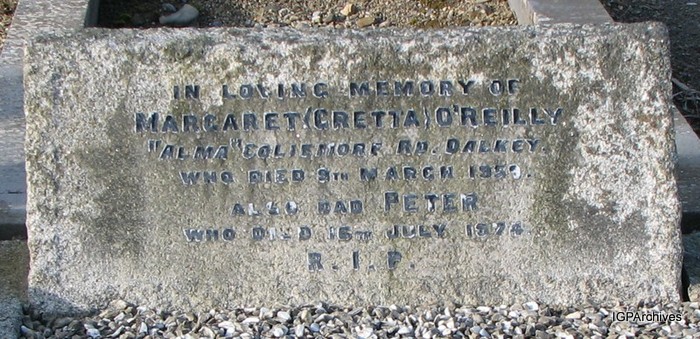 IN LOVING MEMORY OF
MARGARET (GRETTA) O'REILLY
"ALMA" COLIEMORE RD. DALKEY.
WHO DIED 9TH MARCH 1959.
ALSO DAD PETER
WHO DIED 15TH JULY 1974
R.I.P.
IGPArchives